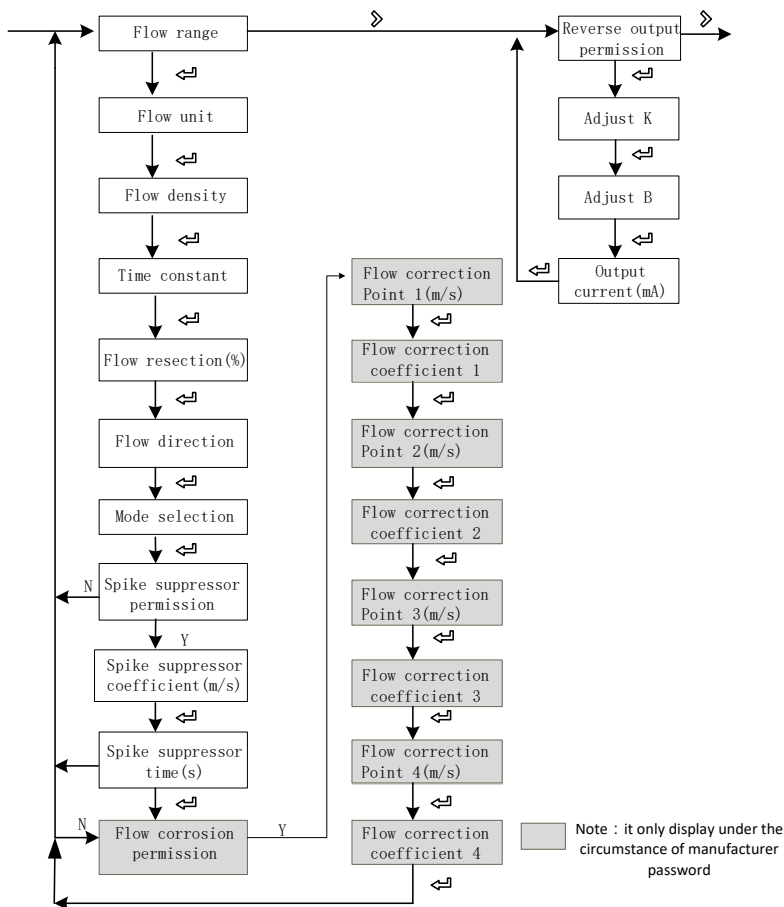 Flow range
Flow unit
Flow density
Time constant
Flow resection(%)
Flow direction
Mode selection
N
Spike suppressor
permission
Y
Spike suppressor
coefficient(m/s)
Spike suppressor
time(s)
N
Flow corrosion
permission
Y
Flow correction
Point 1(m/s)
Flow correction
coefficient 1
Flow correction
Point 2(m/s)
Flow correction
coefficient 2
Flow correction
Point 3(m/s)
Flow correction
coefficient 3
Flow correction
Point 4(m/s)
Flow correction
coefficient 4
Reverse output
permission
Adjust K
Adjust B
Output
current(mA)
Note：it only display under the
circumstance of manufacturer
password